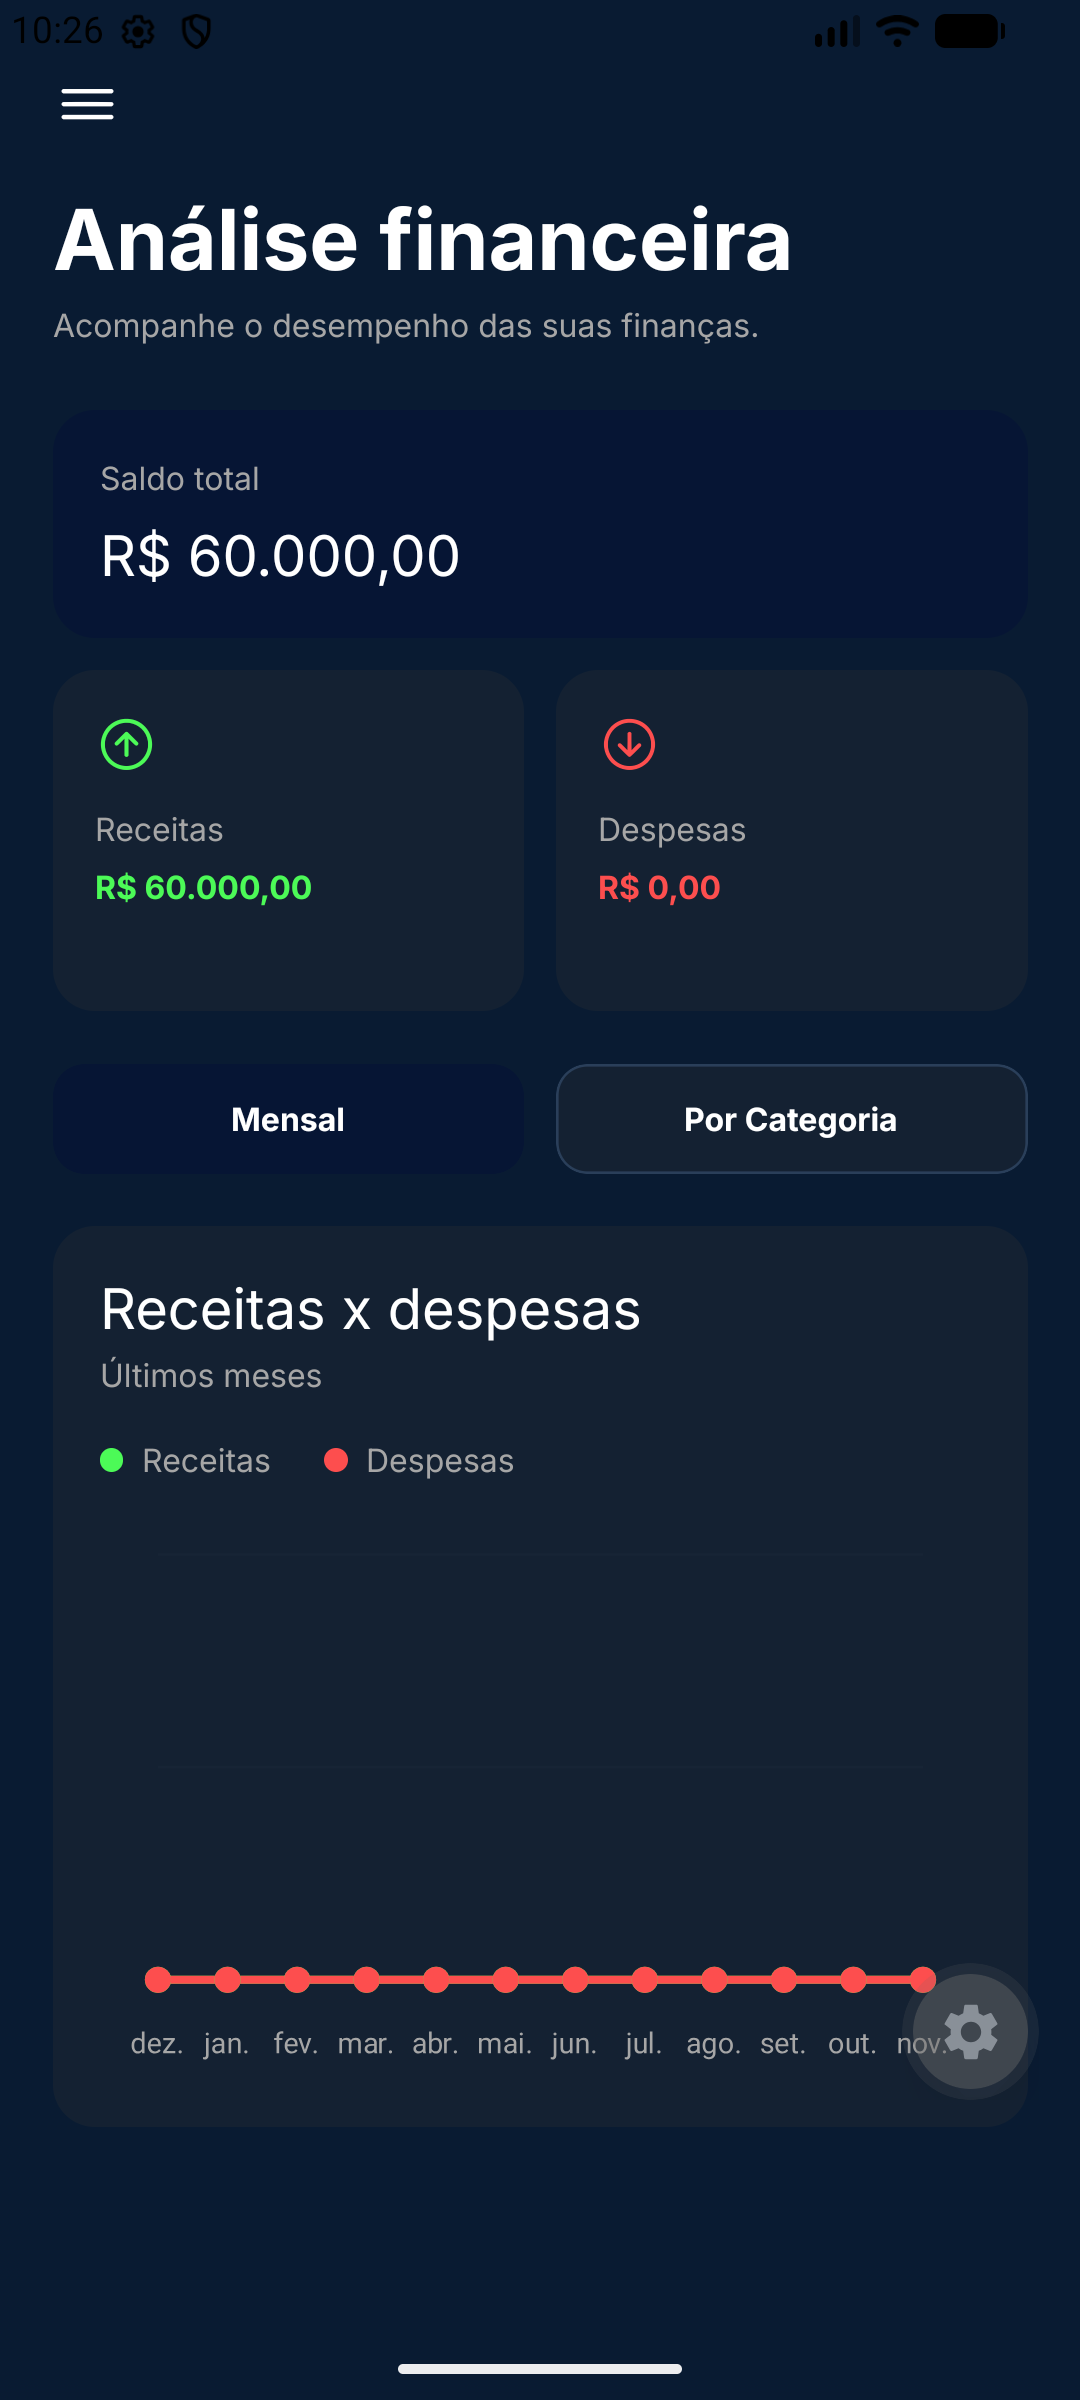 10:26
Análise financeira
Acompanhe o desempenho das suas finanças.
Saldo total
R$ 60.000,00
Receitas
R$ 60.000,00
Despesas
R$ 0,00
Mensal
Por Categoria
Receitas x despesas
Últimos meses
Receitas
Despesas
dez. jan. fev. mar. abr. mai. jun. jul. ago. set. out. nov.